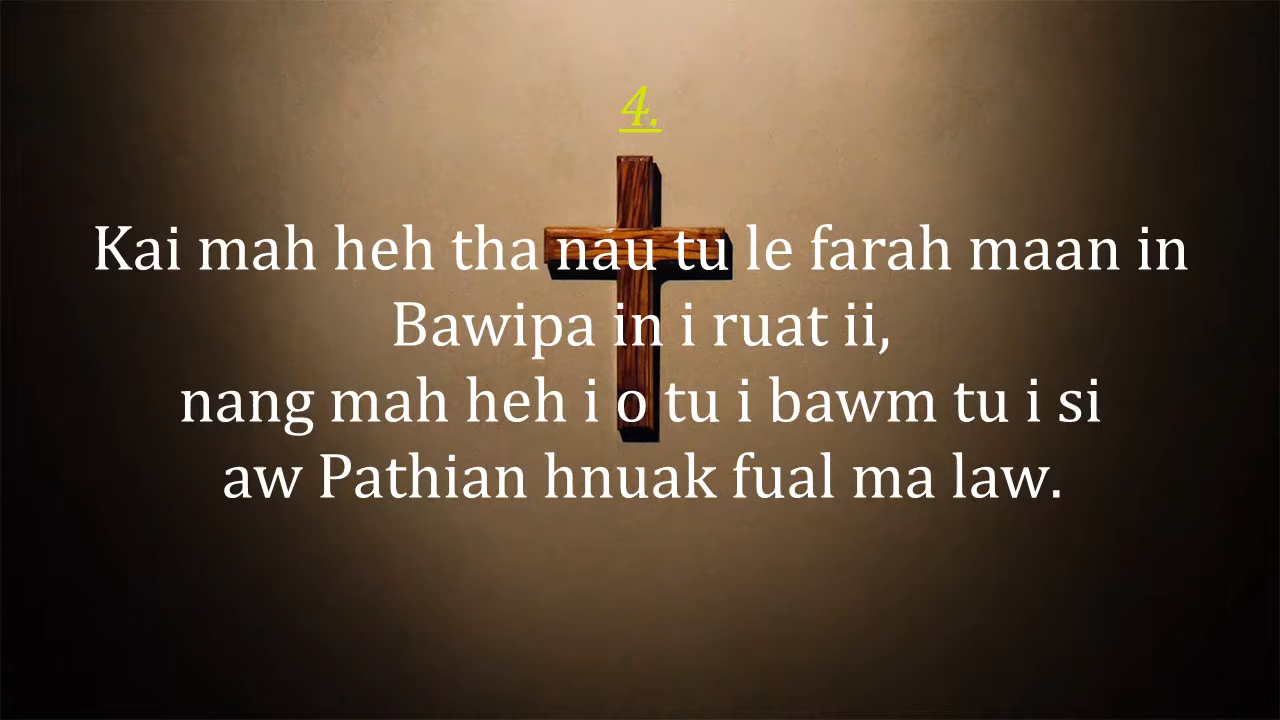 4.
Kai mah heh tha nau tu le farah maan in
Bawipa in i ruat ii,
nang mah heh i o tu i bawm tu i si
aw Pathian hnuak fual ma law.